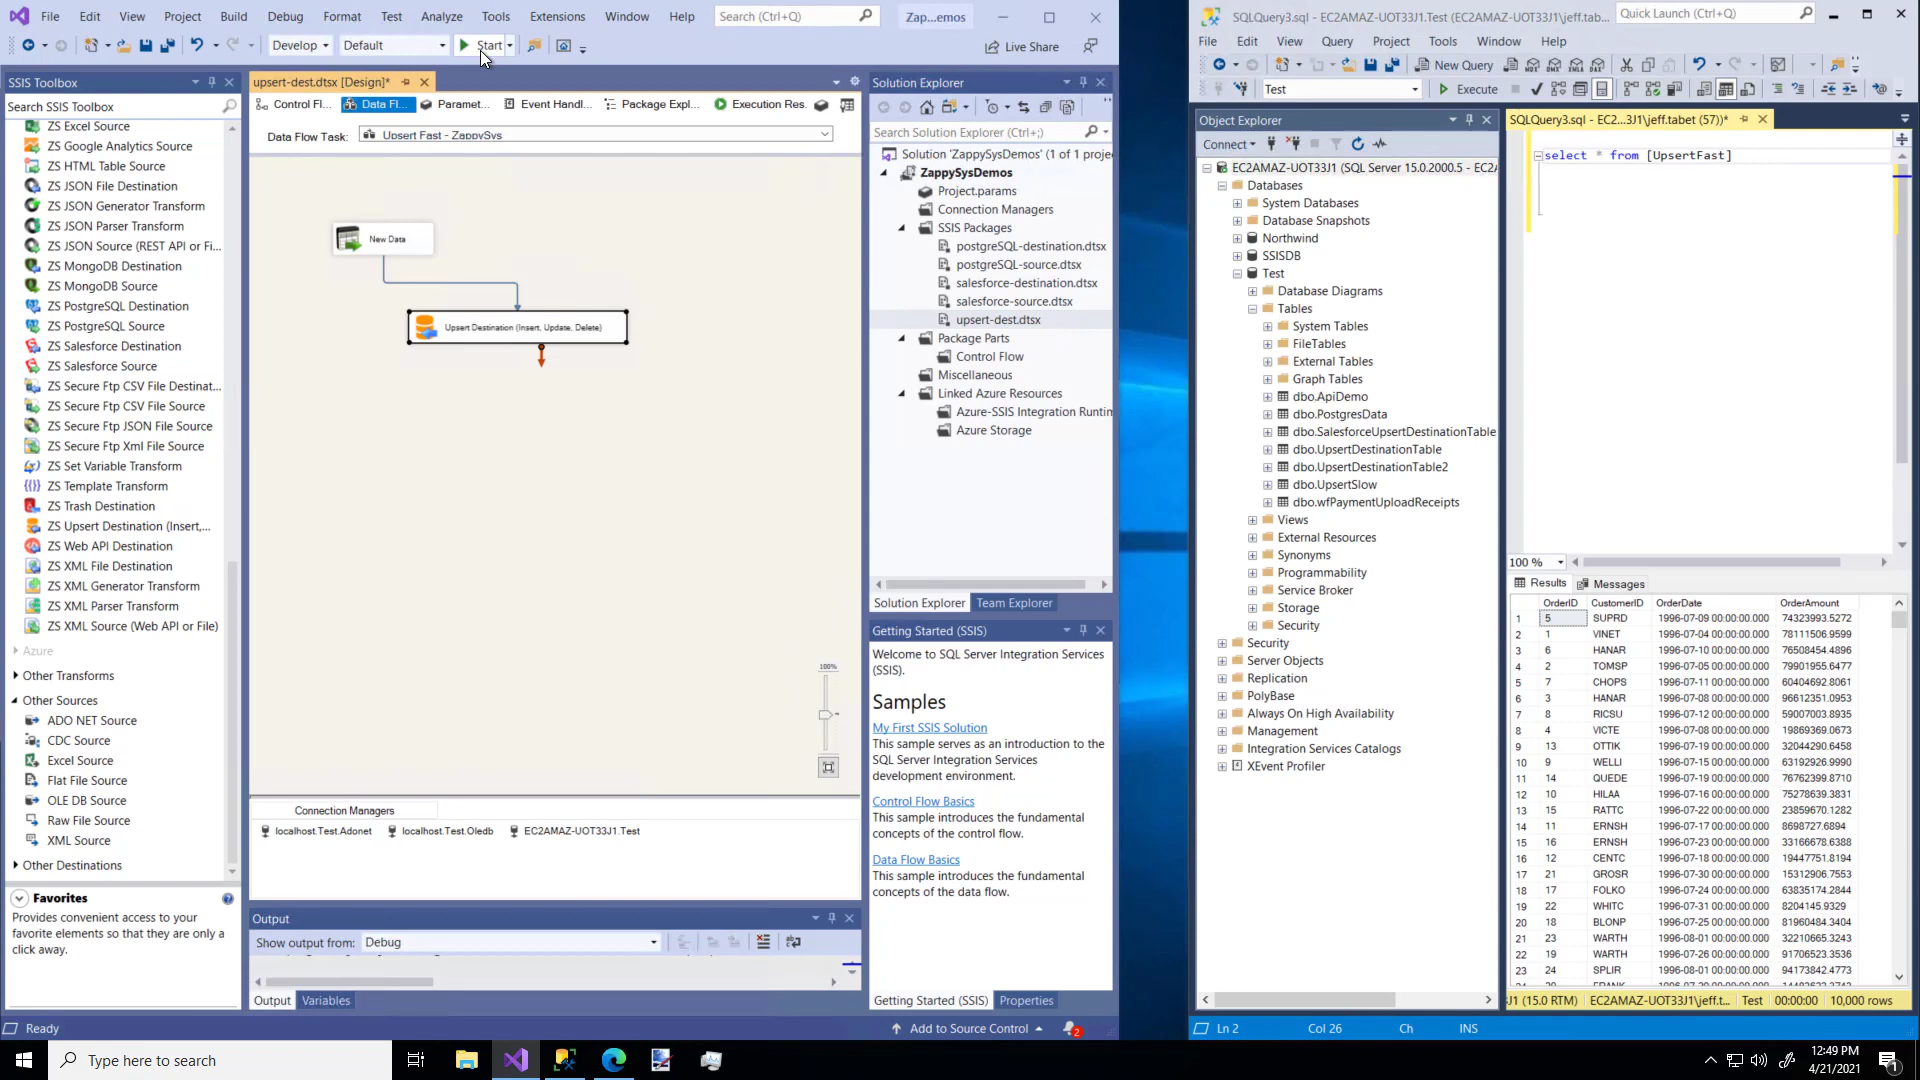 File Edit View Project Build Debug Format Test Analyze Tools Extensions Window Help Search (Ctrl+Q) Zap...emos
Develop Default Start Live Share
SSIS Toolbox
Search SSIS Toolbox
ZS Excel Source
ZS Google Analytics Source
ZS HTML Table Source
ZS JSON File Destination
ZS JSON Generator Transform
ZS JSON Parser Transform
ZS JSON Source (REST API or Fi...
ZS MongoDB Destination
ZS MongoDB Source
ZS PostgreSQL Destination
ZS PostgreSQL Source
ZS Salesforce Destination
ZS Salesforce Source
ZS Secure Ftp CSV File Destinat...
ZS Secure Ftp CSV File Source
ZS Secure Ftp JSON File Source
ZS Secure Ftp Xml File Source
ZS Set Variable Transform
ZS Template Transform
ZS Trash Destination
ZS Upsert Destination (Insert,...
ZS Web API Destination
ZS XML File Destination
ZS XML Generator Transform
ZS XML Parser Transform
ZS XML Source (Web API or File)
Azure
Other Transforms
Other Sources
ADO NET Source
CDC Source
Excel Source
Flat File Source
OLE DB Source
Raw File Source
XML Source
Other Destinations
Favorites
Provides convenient access to your
favorite elements so that they are only a
click away.
upsert-dest.dtsx [Design]*
Control Fl... Data Fl... Paramet... Event Handl... Package Expl... Execution Res.
Data Flow Task: Upsert Fast - ZappySys
New Data
Upsert Destination (Insert, Update, Delete)
100%
Connection Managers
localhost.Test.Adonet localhost.Test.Oledb EC2AMAZ-UOT33J1.Test
Output
Show output from: Debug
Output Variables
Solution Explorer
Search Solution Explorer (Ctrl+;)
Solution 'ZappySysDemos' (1 of 1 proje
ZappySysDemos
Project.params
Connection Managers
SSIS Packages
postgreSQL-destination.dtsx
postgreSQL-source.dtsx
salesforce-destination.dtsx
salesforce-source.dtsx
upsert-dest.dtsx
Package Parts
Control Flow
Miscellaneous
Linked Azure Resources
Azure-SSIS Integration Runtin
Azure Storage
Solution Explorer Team Explorer
Getting Started (SSIS)
Welcome to SQL Server Integration Services
(SSIS).
Samples
My First SSIS Solution
This sample serves as an introduction to the
SQL Server Integration Services
development environment.
Control Flow Basics
This sample introduces the fundamental
concepts of the control flow.
Data Flow Basics
This sample introduces the fundamental
concepts of the data flow.
Getting Started (SSIS) Properties
Ready Add to Source Control 2
SQLQuery3.sql - EC2AMAZ-UOT33J1.Test (EC2AMAZ-UOT33J1\jeff.tab... Quick Launch (Ctrl+Q)
File Edit View Query Project Tools Window Help
New Query
Test Execute
Object Explorer
Connect
EC2AMAZ-UOT33J1 (SQL Server 15.0.2000.5 - EC2A
Databases
System Databases
Database Snapshots
Northwind
SSISDB
Test
Database Diagrams
Tables
System Tables
FileTables
External Tables
Graph Tables
dbo.ApiDemo
dbo.PostgresData
dbo.SalesforceUpsertDestinationTable
dbo.UpsertDestinationTable
dbo.UpsertDestinationTable2
dbo.UpsertSlow
dbo.wfPaymentUploadReceipts
Views
External Resources
Synonyms
Programmability
Service Broker
Storage
Security
Security
Server Objects
Replication
PolyBase
Always On High Availability
Management
Integration Services Catalogs
XEvent Profiler
SQLQuery3.sql - EC2...3J1\jeff.tabet (57))*
select * from [UpsertFast]
100 %
Results Messages
OrderID CustomerID OrderDate OrderAmount
1 5 SUPRD 1996-07-09 00:00:00.000 74323993.5272
2 1 VINET 1996-07-04 00:00:00.000 78111506.9599
3 6 HANAR 1996-07-10 00:00:00.000 76508454.4896
4 2 TOMSP 1996-07-05 00:00:00.000 79901955.6477
5 7 CHOPS 1996-07-11 00:00:00.000 60404692.8061
6 3 HANAR 1996-07-08 00:00:00.000 96612351.0953
7 8 RICSU 1996-07-12 00:00:00.000 59007003.8935
8 4 VICTE 1996-07-08 00:00:00.000 19869369.0673
9 13 OTTIK 1996-07-19 00:00:00.000 32044290.6458
10 9 WELLI 1996-07-15 00:00:00.000 63192926.9990
11 14 QUEDE 1996-07-19 00:00:00.000 76762399.8710
12 10 HILAA 1996-07-16 00:00:00.000 75278639.3831
13 15 RATTC 1996-07-22 00:00:00.000 23859670.1282
14 11 ERNSH 1996-07-17 00:00:00.000 8698727.6894
15 16 ERNSH 1996-07-23 00:00:00.000 33166678.6388
16 12 CENTC 1996-07-18 00:00:00.000 19447751.8194
17 21 GROSR 1996-07-30 00:00:00.000 15312906.7553
18 17 FOLKO 1996-07-24 00:00:00.000 63835174.2844
19 22 WHITC 1996-07-31 00:00:00.000 8204145.9329
20 18 BLONP 1996-07-25 00:00:00.000 81960484.3404
21 23 WARTH 1996-08-01 00:00:00.000 32210665.3243
22 19 WARTH 1996-07-26 00:00:00.000 91706523.3536
23 24 SPLIR 1996-08-01 00:00:00.000 94173842.4773
J1 (15.0 RTM) EC2AMAZ-UOT33J1\jeff.t... Test 00:00:00 10,000 rows
Ln 2 Col 26 Ch INS
Type here to search
12:49 PM
4/21/2021
1